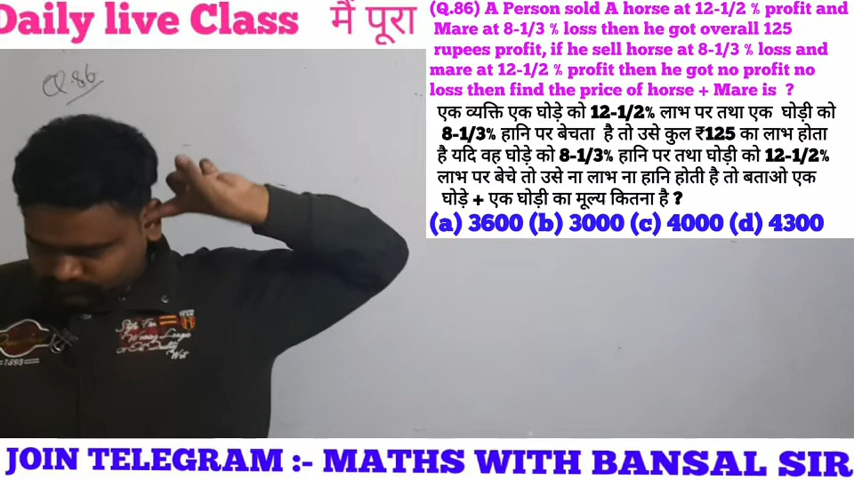 Daily live Class में पूरा
Q.86
(Q.86) A Person sold A horse at 12-1/2 % profit and
Mare at 8-1/3 % loss then he got overall 125
rupees profit, if he sell horse at 8-1/3 % loss and
mare at 12-1/2 % profit then he got no profit no
loss then find the price of horse + Mare is ?
एक व्यक्ति एक घोड़े को 12-1/2% लाभ पर तथा एक घोड़ी को
8-1/3% हानि पर बेचता है तो उसे कुल ₹125 का लाभ होता
है यदि वह घोड़े को 8-1/3% हानि पर तथा घोड़ी को 12-1/2%
लाभ पर बेचे तो उसे ना लाभ ना हानि होती है तो बताओ एक
घोड़े + एक घोड़ी का मूल्य कितना है ?
(a) 3600 (b) 3000 (c) 4000 (d) 4300
JOIN TELEGRAM :- MATHS WITH BANSAL SIR